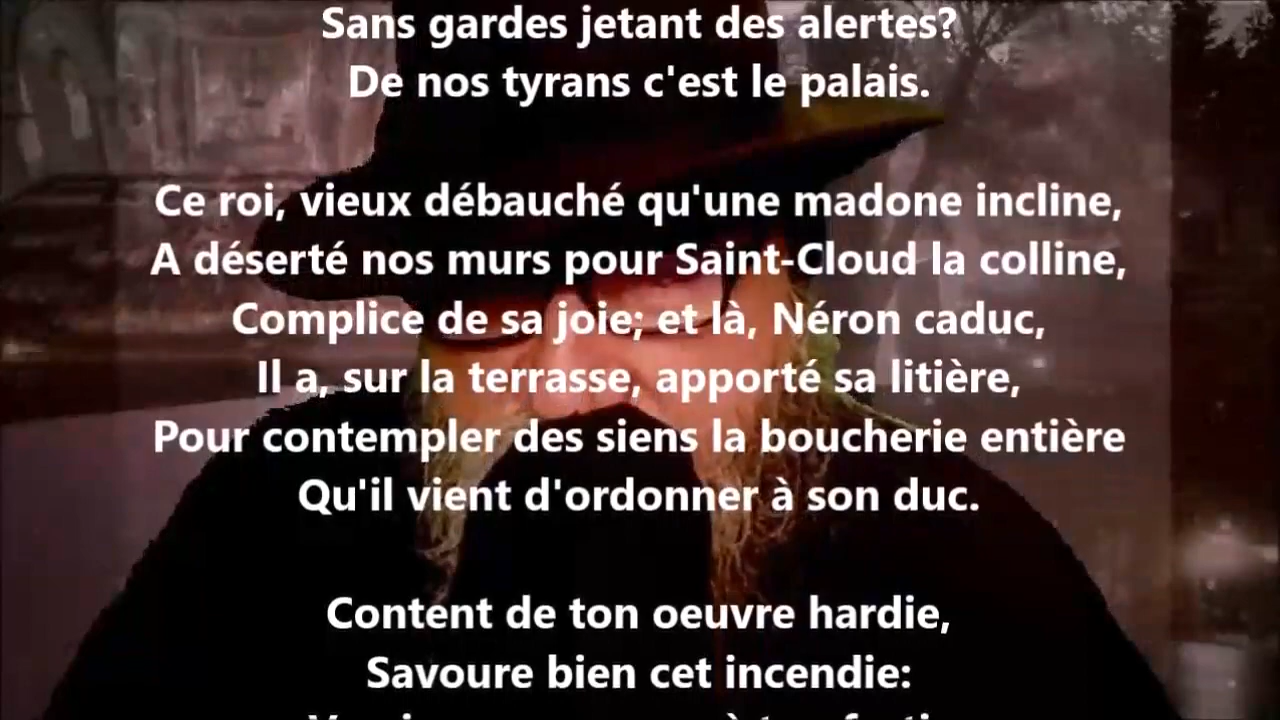 Sans gardes jetant des alertes?
De nos tyrans c'est le palais.
Ce roi, vieux débauché qu'une madone incline,
A déserté nos murs pour Saint-Cloud la colline,
Complice de sa joie; et là, Néron caduc,
Il a, sur la terrasse, apporté sa litière,
Pour contempler des siens la boucherie entière
Qu'il vient d'ordonner à son duc.
Content de ton oeuvre hardie,
Savoure bien cet incendie: